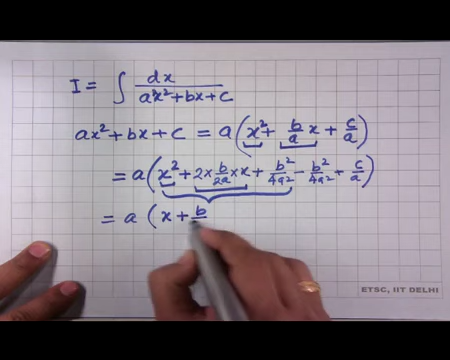 I = ∫ dx / ax² + bx + c
ax² + bx + c = a(x² + b/a x + c/a)
= a(x² + 2 × b/2a × x + b²/4a² - b²/4a² + c/a)
= a (x + b
ETSC, IIT DELHI